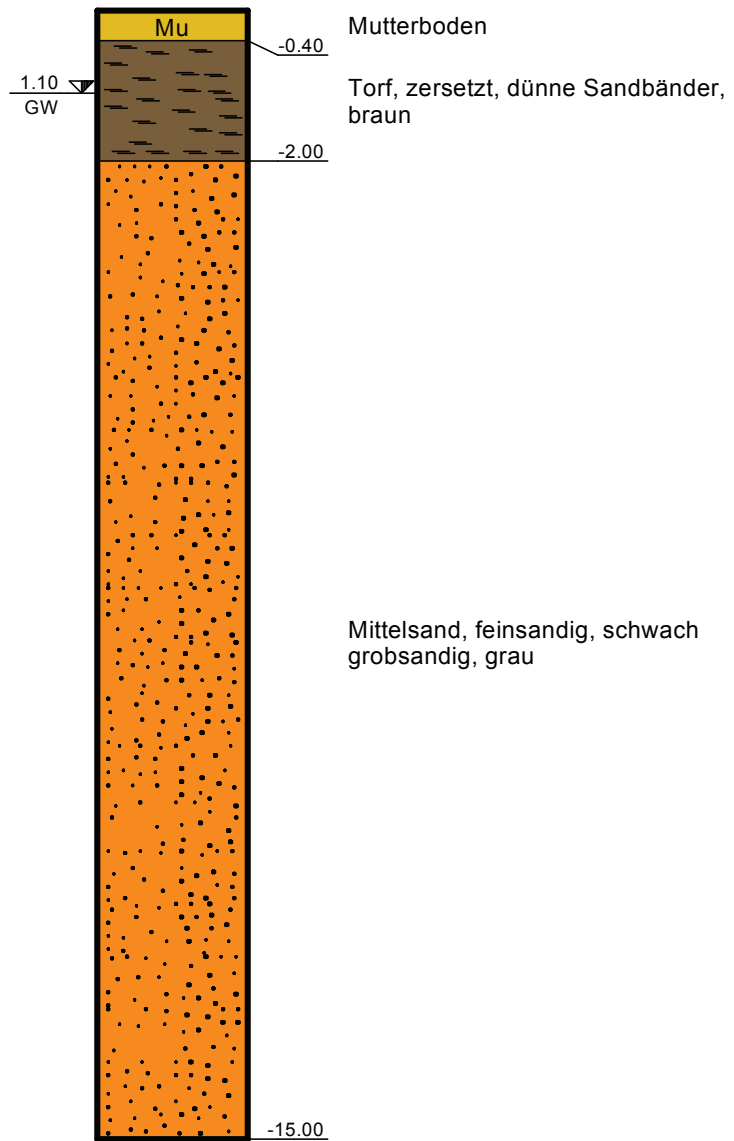 Mu
Mutterboden
-0.40
1.10
GW
Torf, zersetzt, dünne Sandbänder,
braun
-2.00
Mittelsand, feinsandig, schwach
grobsandig, grau
-15.00